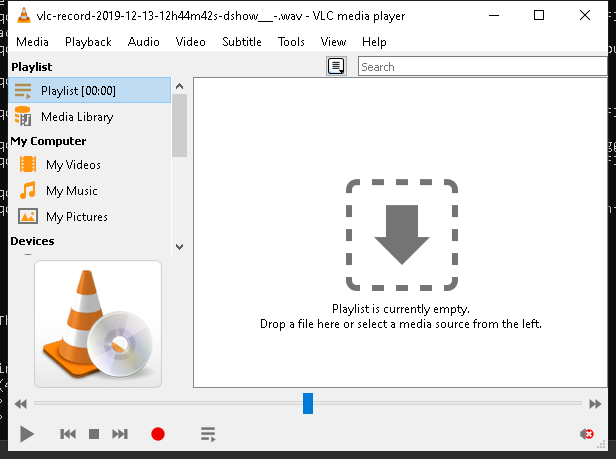 vlc-record-2019-12-13-12h44m42s-dshow___-.wav - VLC media player
Media Playback Audio Video Subtitle Tools View Help
Playlist
Search
Playlist [00:00]
Media Library
My Computer
My Videos
My Music
My Pictures
Devices
Playlist is currently empty.
Drop a file here or select a media source from the left.